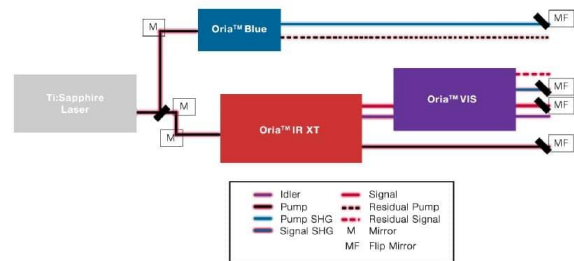 MF
M
Oria™ Blue
Ti:Sapphire
Laser
M
M
Oria™ IR XT
Oria™ VIS
MF
MF
MF
Idler
Pump
Pump SHG
Signal SHG
Signal
Residual Pump
Residual Signal
M Mirror
MF Flip Mirror